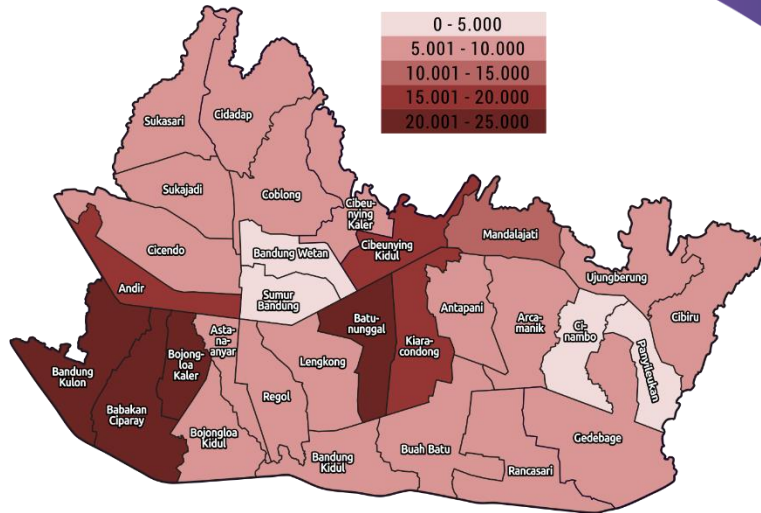 0 - 5.000
5.001 - 10.000
10.001 - 15.000
15.001 - 20.000
20.001 - 25.000
Sukasari
Cidadap
Sukajadi
Coblong
Cibeu-
nying
Kaler
Cicendo
Bandung Wetan
Cibeunying
Kidul
Mandalajati
Ujungberung
Andir
Sumur
Bandung
Batu-
nunggal
Kiara-
condong
Antapani
Arca-
manik
Ci-
nambo
Panyileukan
Cibiru
Bandung
Kulon
Babakan
Ciparay
Bojong-
loa
Kaler
Asta-
na-
anyar
Lengkong
Regol
Bojongloa
Kidul
Bandung
Kidul
Buah Batu
Rancasari
Gedebage